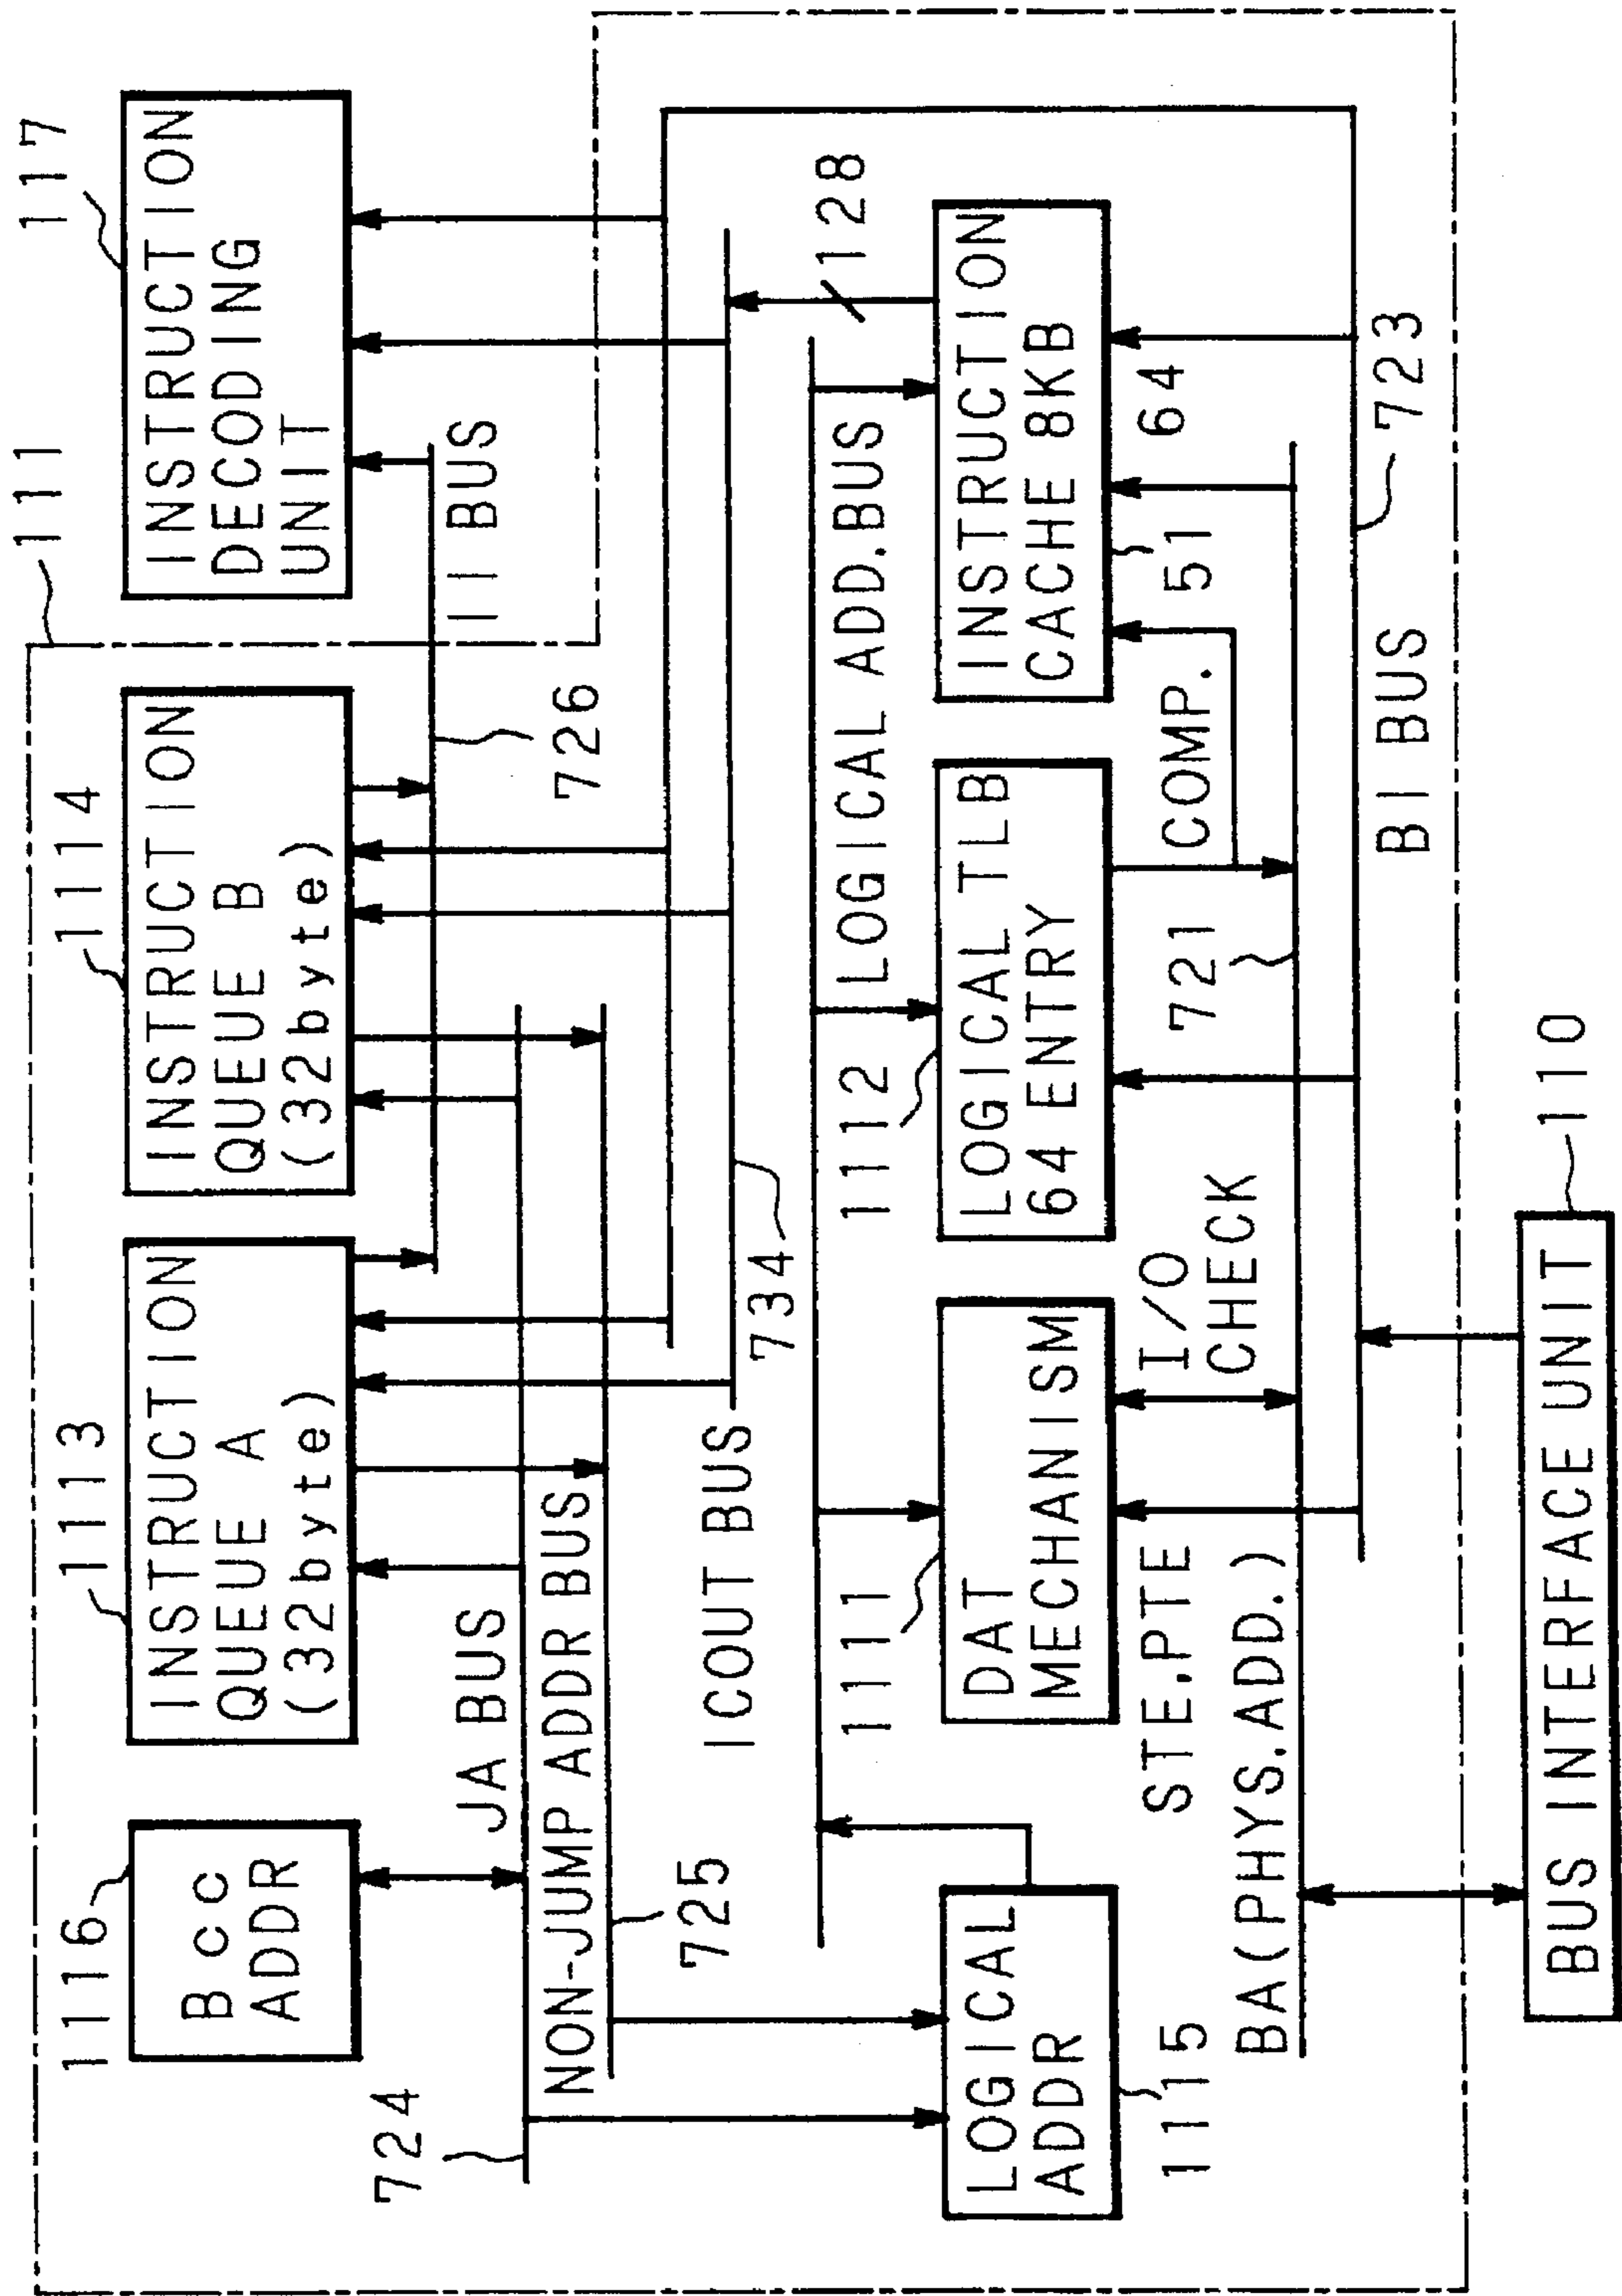 111
117
1116
1113
1114
B c c
ADDR
INSTRUCTION
QUEUE A
(32byte)
INSTRUCTION
QUEUE B
(32byte)
INSTRUCTION
DECODING
UNIT
724
JA BUS
NON-JUMP ADDR BUS
725
II BUS
726
ICOUT BUS
734
128
LOGICAL ADD.BUS
1111
1112
LOGICAL
ADDR
1115
DAT
MECHANISM
LOGICAL TLB
64 ENTRY
INSTRUCTION
CACHE 8KB
STE,PTE
I/O
CHECK
721
COMP.
51
64
BA(PHYS.ADD.)
BI BUS
723
BUS INTERFACE UNIT
110